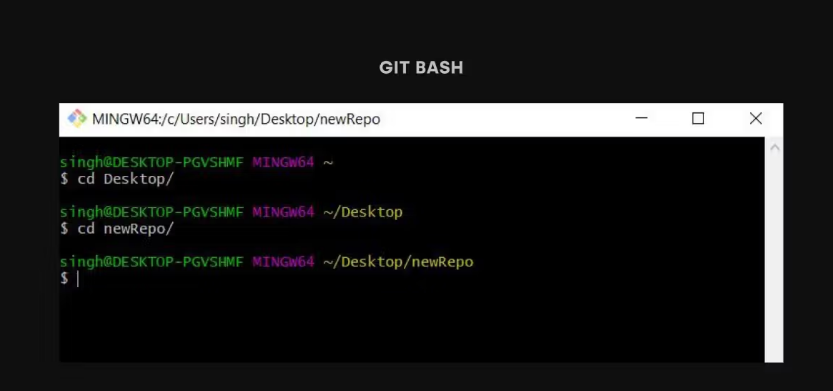 GIT BASH
MINGW64:/c/Users/singh/Desktop/newRepo
singh@DESKTOP-PGVSHMF MINGW64 ~
$ cd Desktop/
singh@DESKTOP-PGVSHMF MINGW64 ~/Desktop
$ cd newRepo/
singh@DESKTOP-PGVSHMF MINGW64 ~/Desktop/newRepo
$